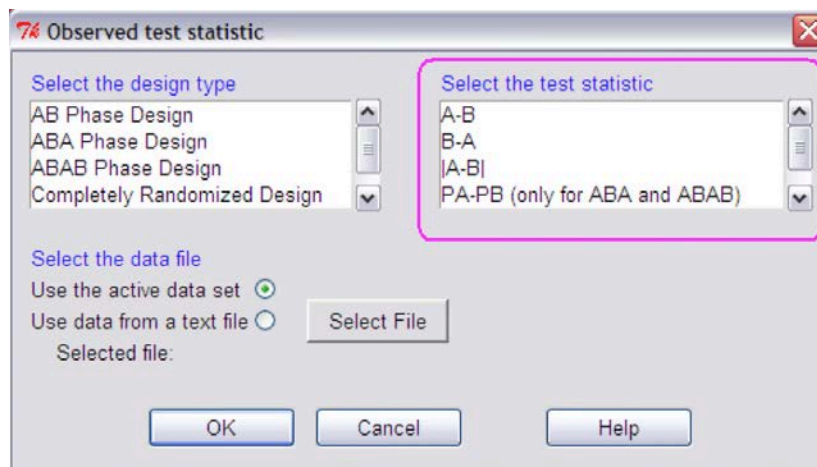 Observed test statistic
Select the design type
AB Phase Design
ABA Phase Design
ABAB Phase Design
Completely Randomized Design
Select the test statistic
A-B
B-A
|A-B|
PA-PB (only for ABA and ABAB)
Select the data file
Use the active data set
Use data from a text file
Select File
Selected file:
OK
Cancel
Help